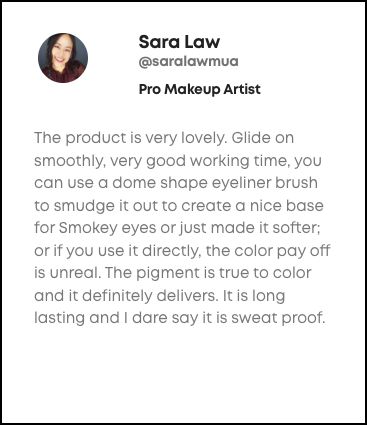 Sara Law
@saralawmua
Pro Makeup Artist
The product is very lovely. Glide on
smoothly, very good working time, you
can use a dome shape eyeliner brush
to smudge it out to create a nice base
for Smokey eyes or just made it softer;
or if you use it directly, the color pay off
is unreal. The pigment is true to color
and it definitely delivers. It is long
lasting and I dare say it is sweat proof.